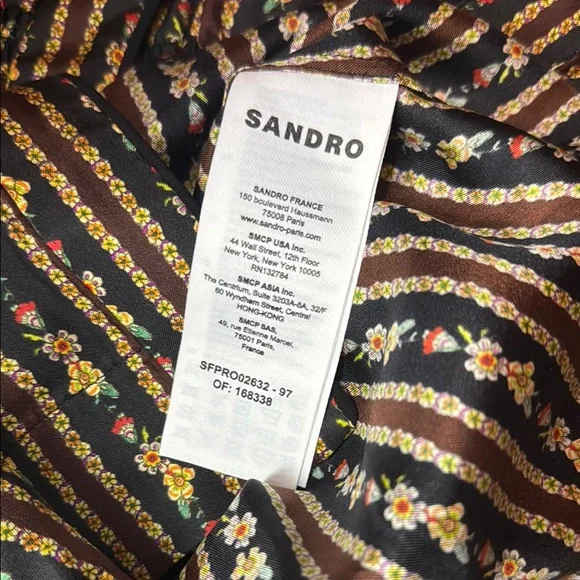 SANDRO
SANDRO FRANCE
150 boulevard Haussmann
75008 Paris
www.sandro-paris.com
SMCP USA Inc.
44 Wall Street, 12th Floor
New York, New York 10005
RN132784
SMCP ASIA Inc.
The Centrium, Suite 3203A-5A, 32/F
60 Wyndham Street, Central
HONG-KONG
SMCP SAS,
49, rue Etienne Marcel,
75001 Paris,
France
SFPRO02632 - 97
OF: 168338